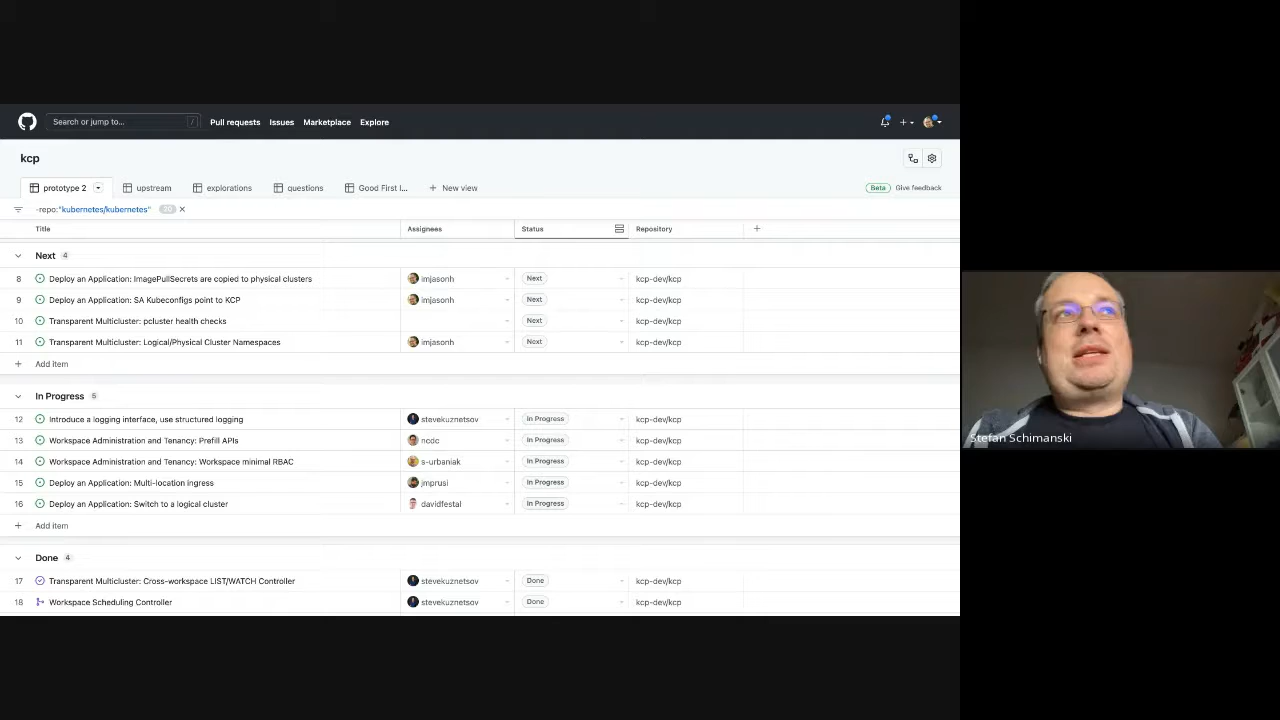 Search or jump to... / Pull requests Issues Marketplace Explore
kcp
prototype 2 upstream explorations questions Good First I... + New view Beta Give feedback
-repo:"kubernetes/kubernetes" 30 ×
Title Assignees Status Repository +
Next 4
8 Deploy an Application: ImagePullSecrets are copied to physical clusters imjasonh Next kcp-dev/kcp
9 Deploy an Application: SA Kubeconfigs point to KCP imjasonh Next kcp-dev/kcp
10 Transparent Multicluster: pcluster health checks Next kcp-dev/kcp
11 Transparent Multicluster: Logical/Physical Cluster Namespaces imjasonh Next kcp-dev/kcp
+ Add item
In Progress 5
12 Introduce a logging interface, use structured logging stevekuznetsov In Progress kcp-dev/kcp
13 Workspace Administration and Tenancy: Prefill APIs ncdc In Progress kcp-dev/kcp
14 Workspace Administration and Tenancy: Workspace minimal RBAC s-urbaniak In Progress kcp-dev/kcp
15 Deploy an Application: Multi-location ingress jmprusi In Progress kcp-dev/kcp
16 Deploy an Application: Switch to a logical cluster davidfestal In Progress kcp-dev/kcp
+ Add item
Done 4
17 Transparent Multicluster: Cross-workspace LIST/WATCH Controller stevekuznetsov Done kcp-dev/kcp
18 Workspace Scheduling Controller stevekuznetsov Done kcp-dev/kcp
Stefan Schimanski